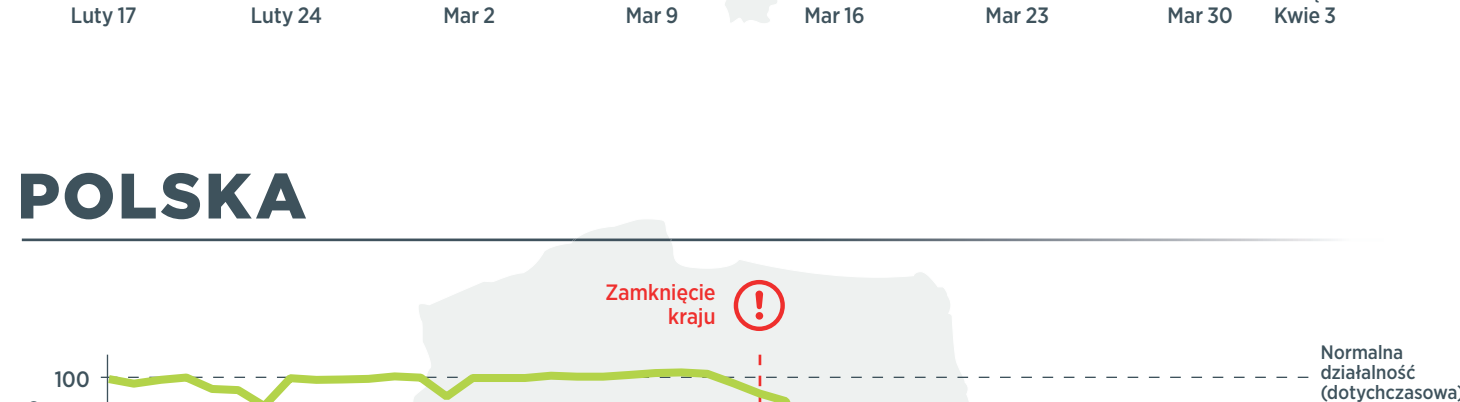 Luty 17 Luty 24 Mar 2 Mar 9 Mar 16 Mar 23 Mar 30 Kwie 3
POLSKA
Zamknięcie
kraju
Normalna
działalność
(dotychczasowa)
100